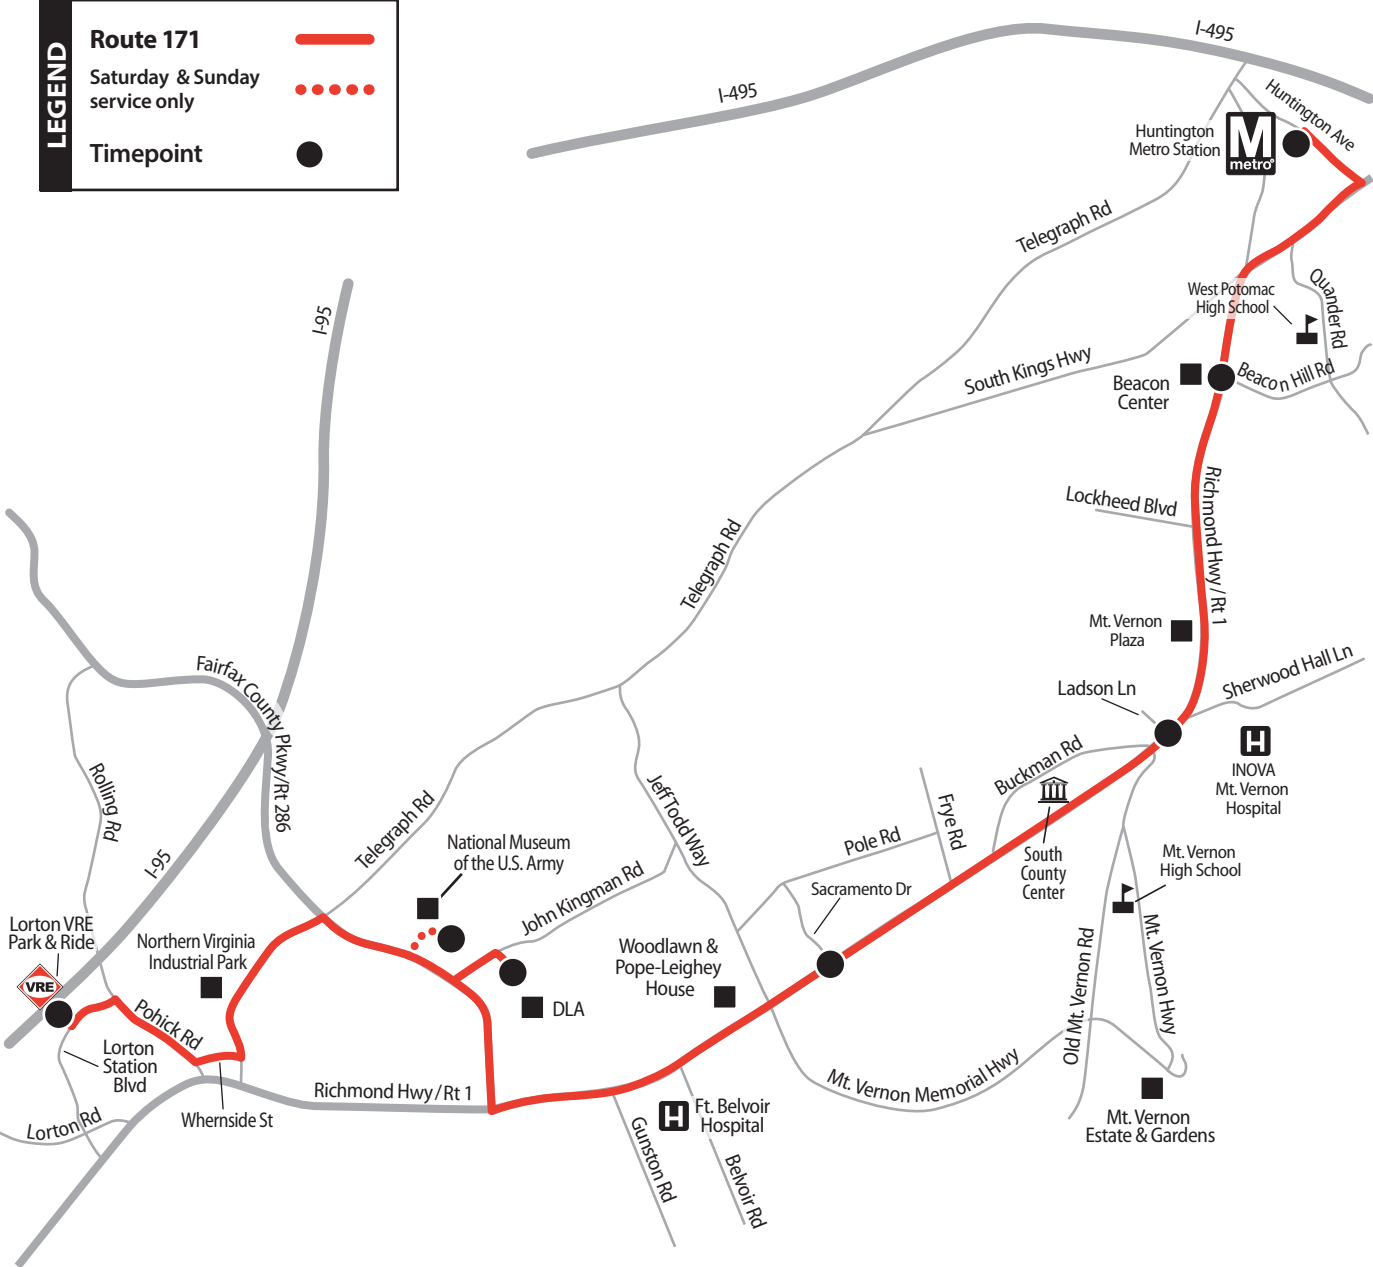 LEGEND
Route 171
Saturday & Sunday
service only
Timepoint
I-495
I-495
Huntington Ave
Huntington
Metro Station
M
metro
Telegraph Rd
West Potomac
High School
Quander Rd
I-95
South Kings Hwy
Beacon
Center
Beacon Hill Rd
Lockheed Blvd
Richmond Hwy/Rt 1
Telegraph Rd
Mt. Vernon
Plaza
Sherwood Hall Ln
Ladson Ln
Fairfax County Pkwy/Rt 286
H
INOVA
Mt. Vernon
Hospital
Buckman Rd
Rolling Rd
Jeff Todd Way
Frye Rd
Telegraph Rd
Pole Rd
I-95
National Museum
of the U.S. Army
South
County
Center
Mt. Vernon
High School
John Kingman Rd
Sacramento Dr
Lorton VRE
Park & Ride
Northern Virginia
Industrial Park
Woodlawn &
Pope-Leighey
House
Old Mt. Vernon Rd
Mt. Vernon Hwy
VRE
DLA
Pohick Rd
Lorton
Station
Blvd
Mt. Vernon Memorial Hwy
Richmond Hwy/Rt 1
Whernside St
Lorton Rd
H
Ft. Belvoir
Hospital
Mt. Vernon
Estate & Gardens
Gunston Rd
Belvoir Rd